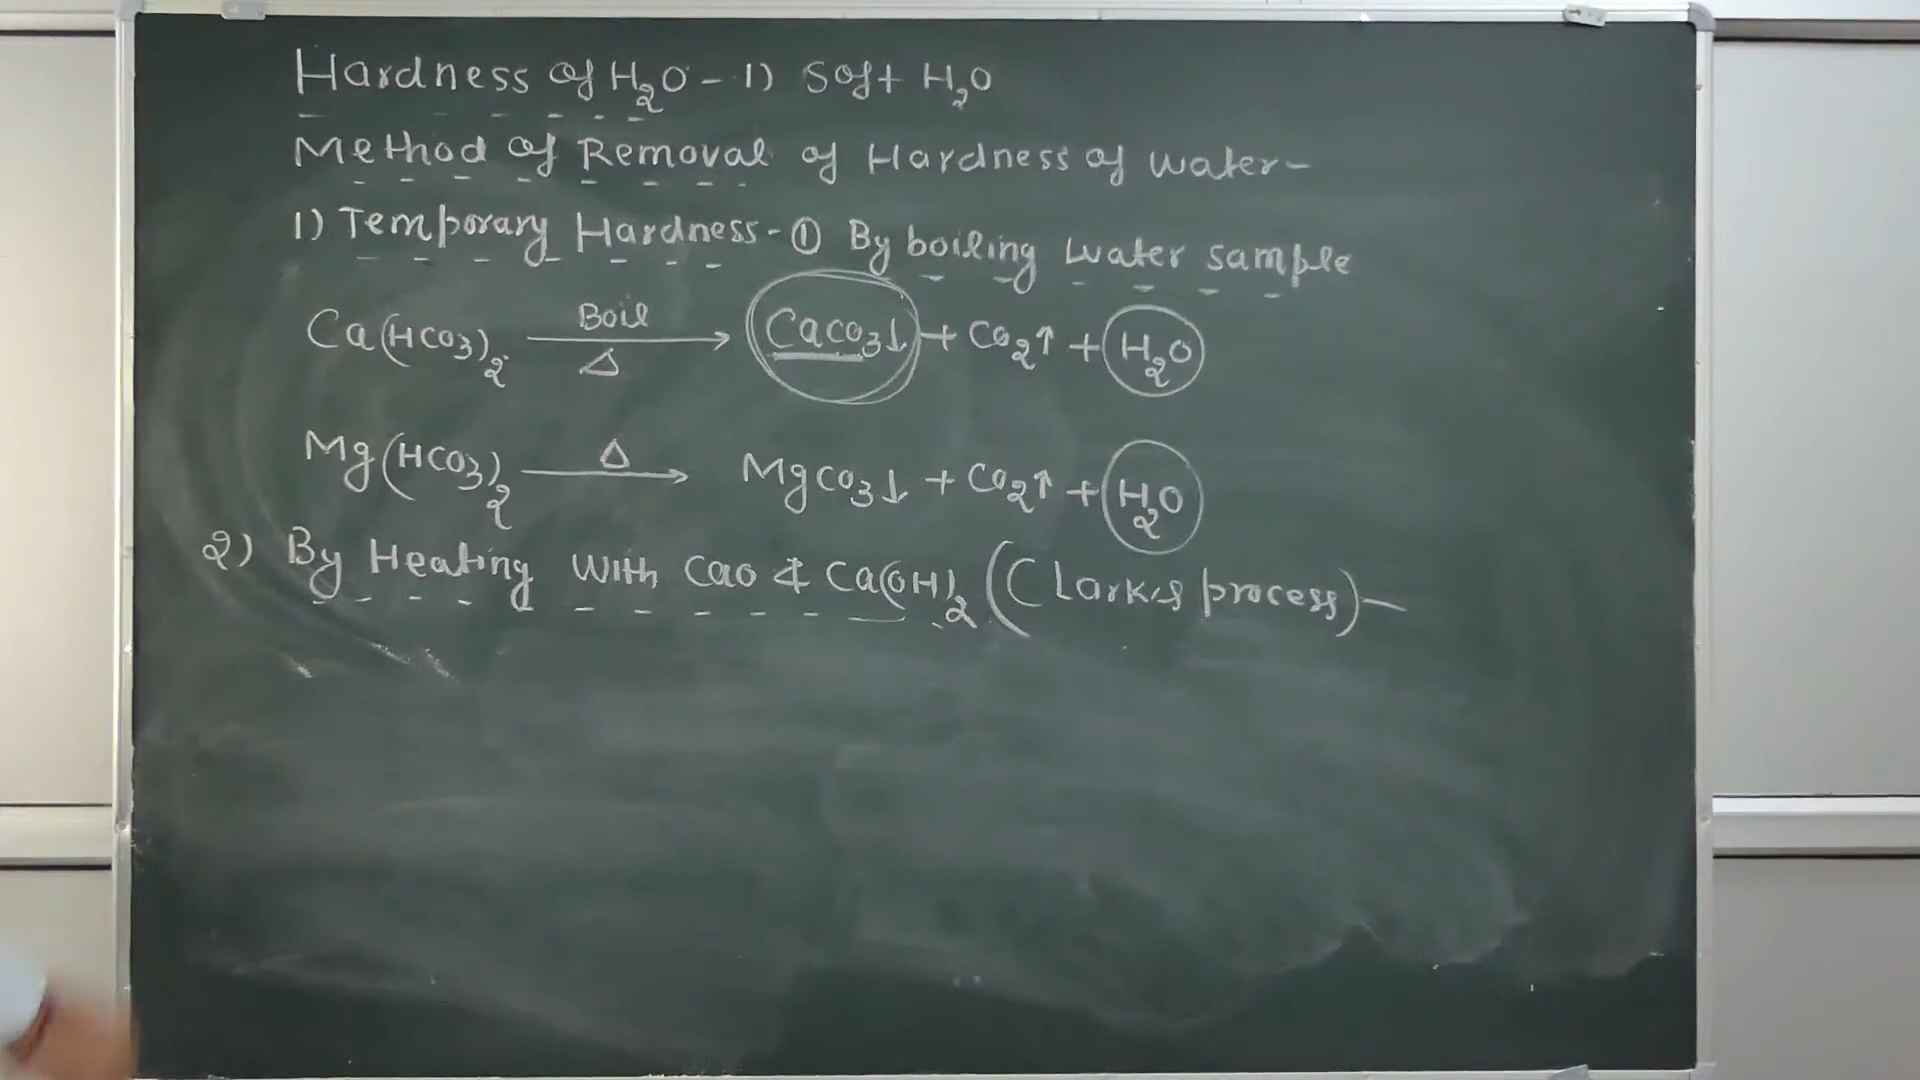 Hardness of H₂O - 1) Soft H₂O
Method of Removal of Hardness of water-
1) Temporary Hardness- ① By boiling water sample
Ca(HCO3)₂ —Boil/Δ→ CaCO3↓ + CO2↑ + H₂O
Mg(HCO3)₂ —Δ→ MgCO3↓ + CO2↑ + H₂O
2) By Heating with CaO & Ca(OH)₂ (Clark's process)-